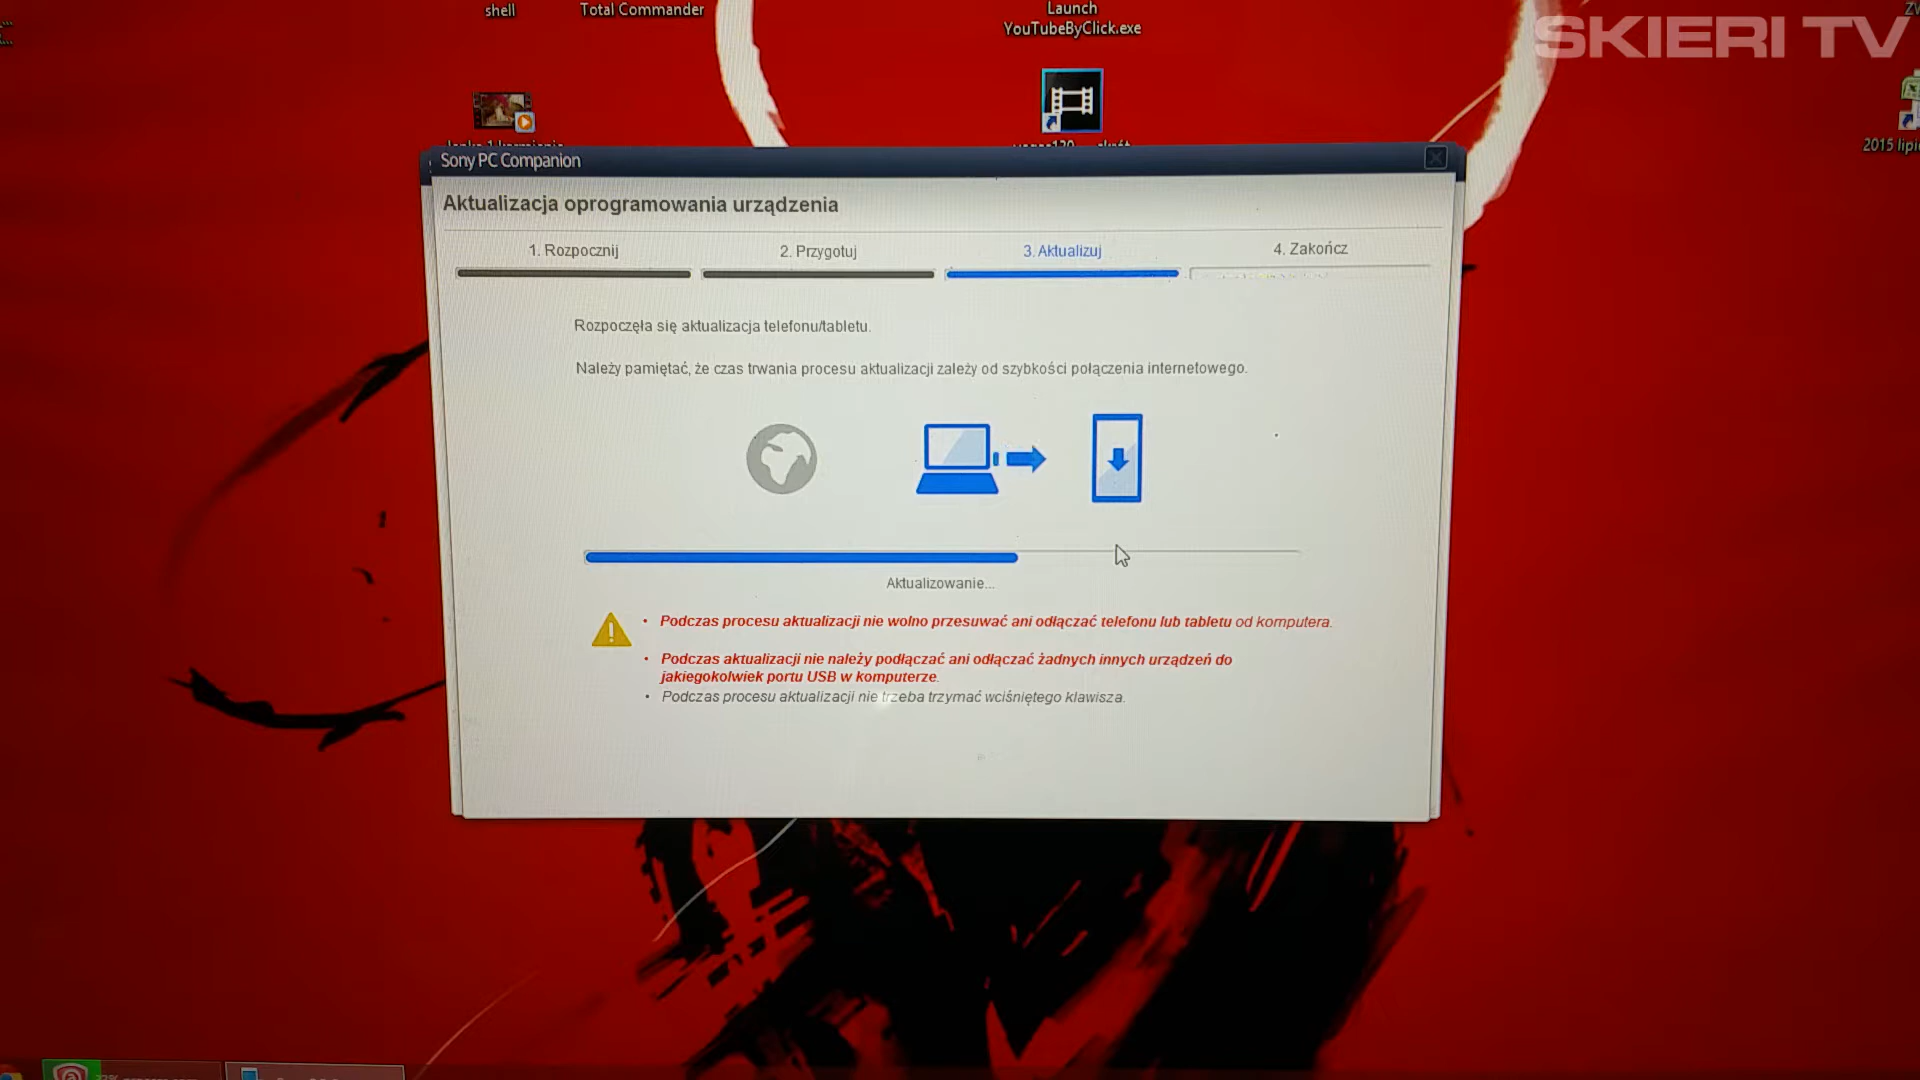 shell
Total Commander
Launch
YouTubeByClick.exe
SKIERI TV
2015 lipi
Sony PC Companion
Aktualizacja oprogramowania urządzenia
1. Rozpocznij
2. Przygotuj
3. Aktualizuj
4. Zakończ
Rozpoczęła się aktualizacja telefonu/tabletu.
Należy pamiętać, że czas trwania procesu aktualizacji zależy od szybkości połączenia internetowego.
Aktualizowanie...
• Podczas procesu aktualizacji nie wolno przesuwać ani odłączać telefonu lub tabletu od komputera.
• Podczas aktualizacji nie należy podłączać ani odłączać żadnych innych urządzeń do
jakiegokolwiek portu USB w komputerze.
• Podczas procesu aktualizacji nie trzeba trzymać wciśniętego klawisza.